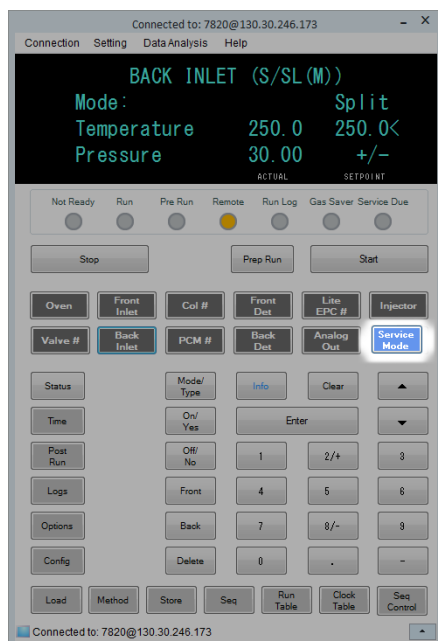 Connected to: 7820@130.30.246.173
Connection Setting Data Analysis Help
BACK INLET (S/SL(M))
Mode: Split
Temperature 250.0 250.0<
Pressure 30.00 +/-
ACTUAL SETPOINT
Not Ready Run Pre Run Remote Run Log Gas Saver Service Due
Stop Prep Run Start
Oven Front Inlet Col # Front Det Lite EPC # Injector
Valve # Back Inlet PCM # Back Det Analog Out Service Mode
Status Mode/Type Info Clear ▲
Time On/Yes Enter ▼
Post Run Off/No 1 2/+ 3
Logs Front 4 5 6
Options Back 7 8/- 9
Config Delete 0 . -
Load Method Store Seq Run Table Clock Table Seq Control
Connected to: 7820@130.30.246.173